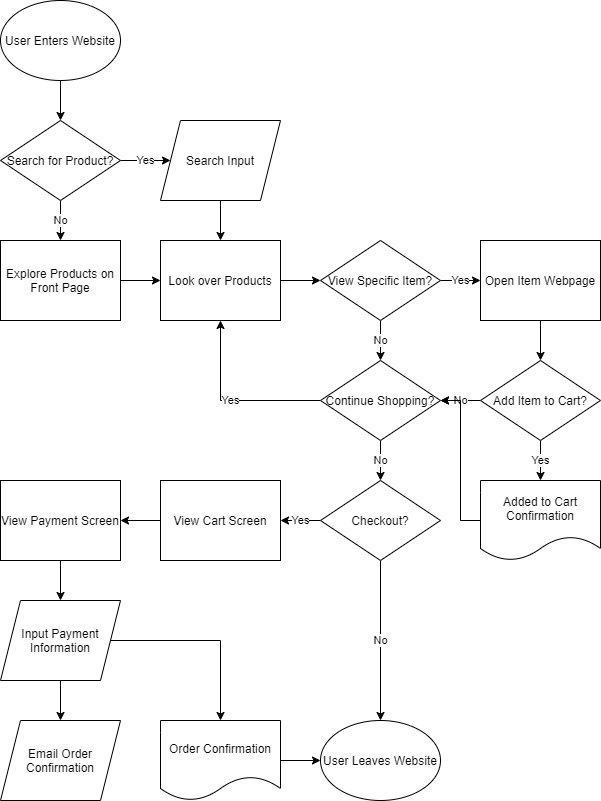 User Enters Website
Search for Product?
Yes
Search Input
No
Explore Products on
Front Page
Look over Products
View Specific Item?
Yes
Open Item Webpage
No
Continue Shopping?
Yes
No
Add Item to Cart?
Yes
No
Added to Cart
Confirmation
View Payment Screen
View Cart Screen
Yes
Checkout?
Input Payment
Information
No
Email Order
Confirmation
Order Confirmation
User Leaves Website